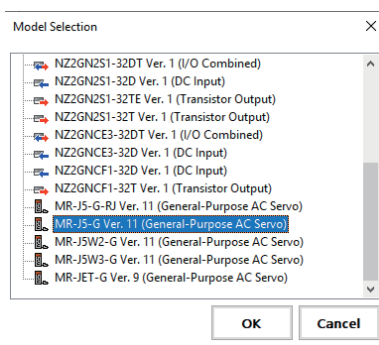 Model Selection
NZ2GN2S1-32DT Ver. 1 (I/O Combined)
NZ2GN2S1-32D Ver. 1 (DC Input)
NZ2GN2S1-32TE Ver. 1 (Transistor Output)
NZ2GN2S1-32T Ver. 1 (Transistor Output)
NZ2GNCE3-32DT Ver. 1 (I/O Combined)
NZ2GNCE3-32D Ver. 1 (DC Input)
NZ2GNCF1-32D Ver. 1 (DC Input)
NZ2GNCF1-32T Ver. 1 (Transistor Output)
MR-J5-G-RJ Ver. 11 (General-Purpose AC Servo)
MR-J5-G Ver. 11 (General-Purpose AC Servo)
MR-J5W2-G Ver. 11 (General-Purpose AC Servo)
MR-J5W3-G Ver. 11 (General-Purpose AC Servo)
MR-JET-G Ver. 9 (General-Purpose AC Servo)
OK Cancel